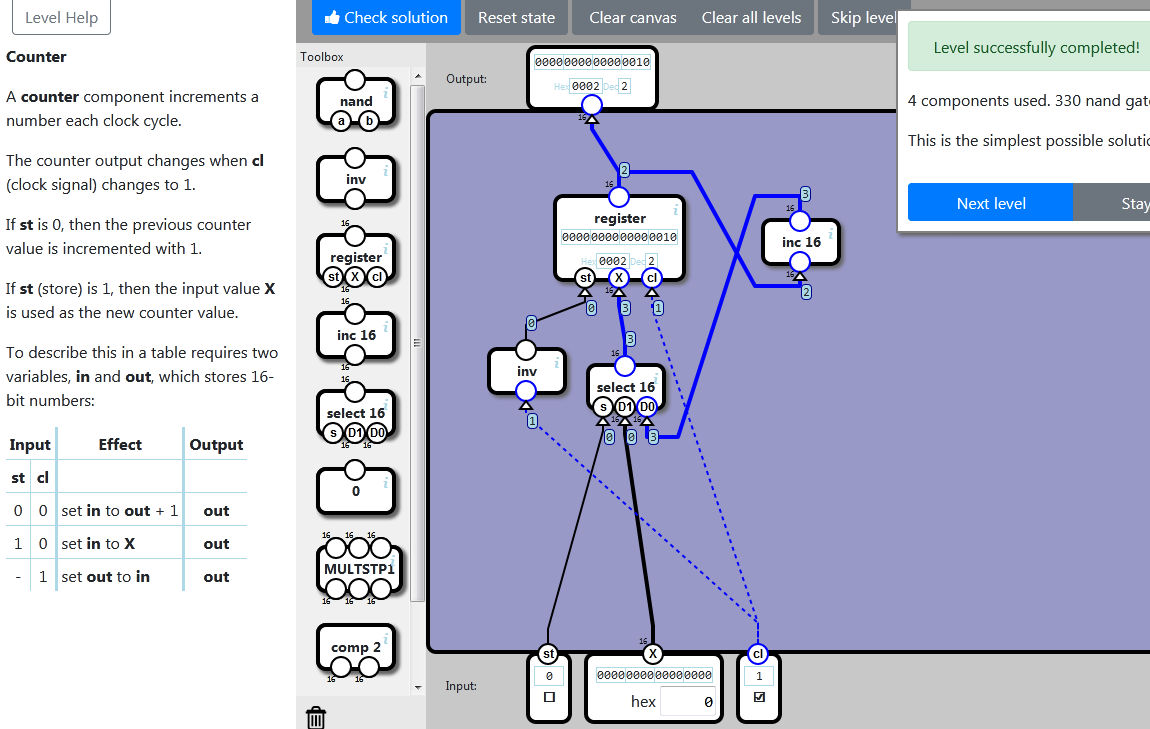 Level Help
Check solution
Reset state
Clear canvas
Clear all levels
Skip level
Counter
A counter component increments a
number each clock cycle.
The counter output changes when cl
(clock signal) changes to 1.
If st is 0, then the previous counter
value is incremented with 1.
If st (store) is 1, then the input value X
is used as the new counter value.
To describe this in a table requires two
variables, in and out, which stores 16-
bit numbers:
Input Effect Output
st cl
0 0 set in to out + 1 out
1 0 set in to X out
- 1 set out to in out
Toolbox
nand
i
a b
inv
i
16
register
i
st X cl
16
16
inc 16
i
16
16
select 16
i
s D1 D0
16 16
0
i
16 16 16
MULTSTP1
i
16 16 16
comp 2
i
16 16
Output:
0000000000000010
Hex 0002 Dec 2
16
2
16
register
i
0000000000000010
Hex 0002 Dec 2
st X cl
16
0 3 1
3
16
inc 16
i
16
2
0
inv
i
1
3
16
select 16
i
s D1 D0
16 16
0 0 3
16
Input:
st
0
X
0000000000000000
hex 0
cl
1
Level successfully completed!
4 components used. 330 nand gat
This is the simplest possible soluti
Next level
Stay